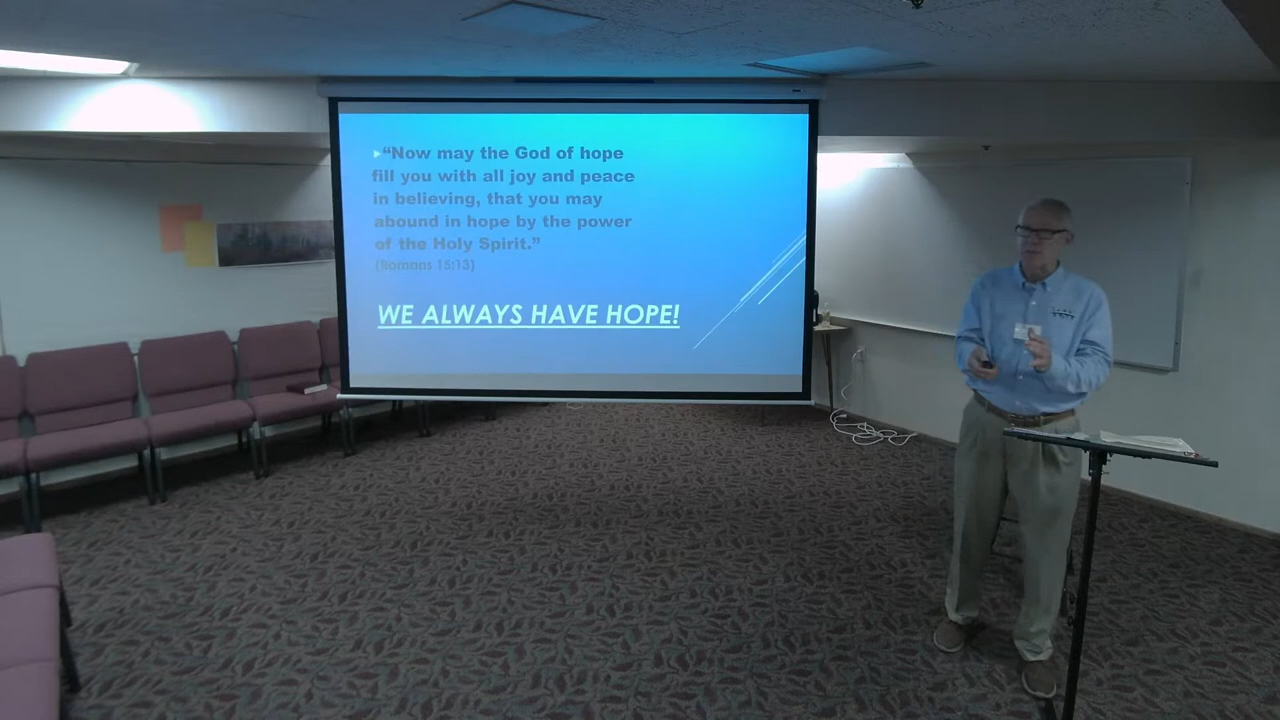 “Now may the God of hope
fill you with all joy and peace
in believing, that you may
abound in hope by the power
of the Holy Spirit.”
(Romans 15:13)
WE ALWAYS HAVE HOPE!